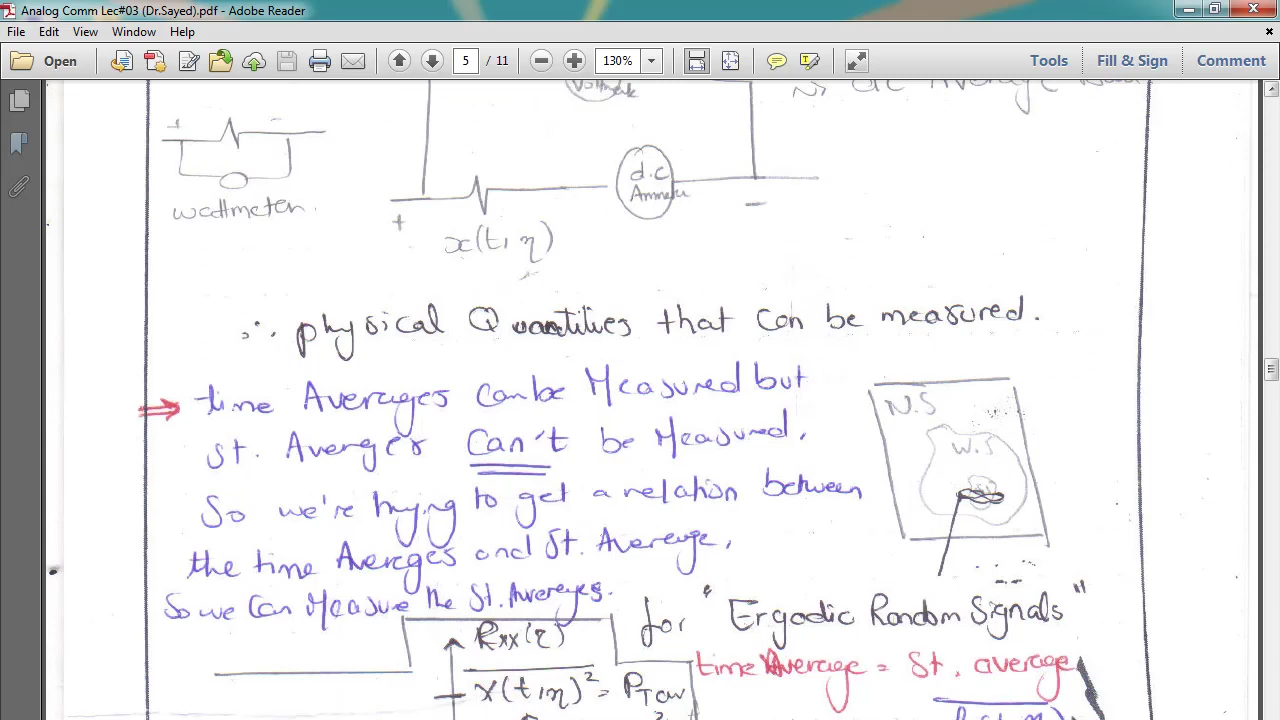 Analog Comm Lec#03 (Dr.Sayed).pdf - Adobe Reader
File Edit View Window Help
Open 5 / 11 130% Tools Fill & Sign Comment
+ -
wattmeter
d.c
Ammeter
+ -
x(t, η)
∴ physical Quantities that can be measured.
⇒ time Averages can be Measured but
St. Averages Can't be Measured,
So we're trying to get a relation between
the time Averages and St. Average,
So we Can Measure the St. Averages.
N.S
W.S
for "Ergodic Random Signals"
time Average = St. average
Rxx(τ)
X(t,η)² = PTav